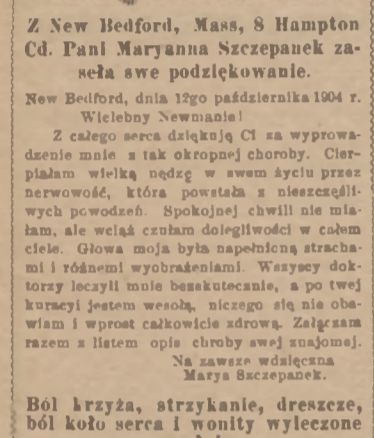 Z New Bedford, Mass, 8 Hampton
Cd. Pani Maryanna Szczepanek za-
seła swe podziękowanie.
New Bedford, dnia 12go października 1904 r.
Wielebny Newmanie!
Z całego serca dziękuję Ci za wyprowa-
dzenie mnie z tak okropnej choroby. Cier-
piałam wielką nędzę w swem życiu przez
nerwowość, która powstała z nieszczęśli-
wych powodzeń. Spokojnej chwili nie mia-
łam, ale wciąż czułam dolegliwości w całem
ciele. Głowa moja była napełnioną stracha-
mi i różnemi wyobrażeniami. Wszyscy dok-
torzy leczyli mnie bezskutecznie, a po twej
kuracyi jestem wesołą, niczego się nie oba-
wiam i wprost całkowicie zdrową. Załączam
razem z listem opis chroby swej znajomej.
Na zawsze wdzięczna
Marya Szczepanek.
Ból krzyża, strzykanie, dreszcze,
ból koło serca i wonity wyleczone